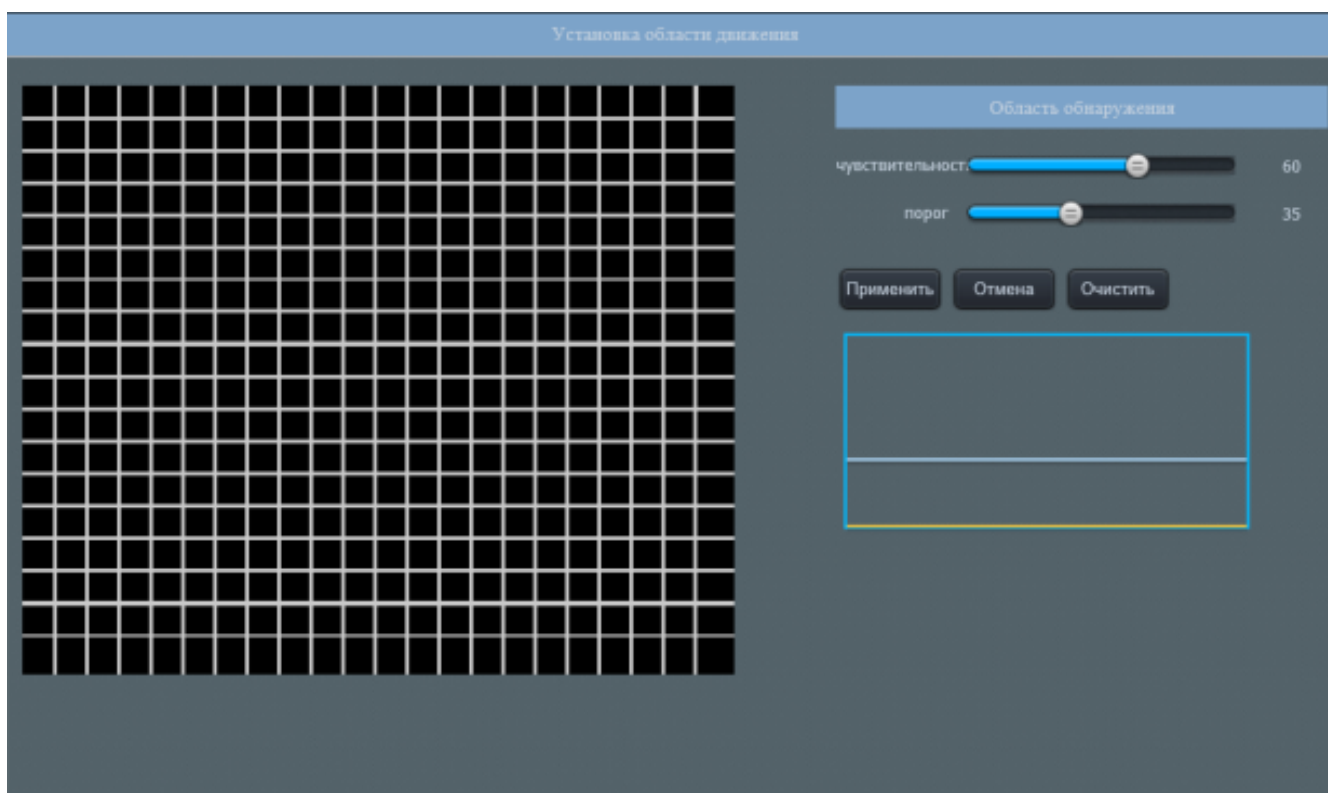 Установка области движения
Область обнаружения
чувствительност. 60
порог 35
Применить Отмена Очистить